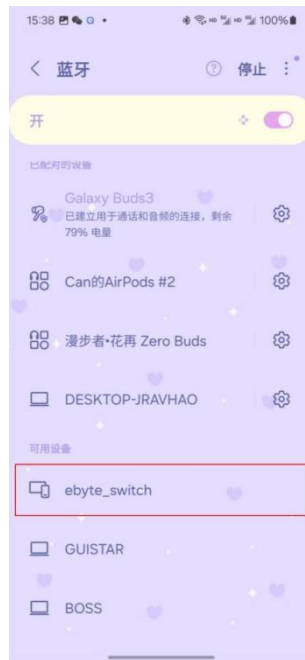 15:38 100%
蓝牙
停止
开
已配对的设备
Galaxy Buds3
已建立用于通话和音频的连接，剩余
79% 电量
Can的AirPods #2
漫步者•花再 Zero Buds
DESKTOP-JRAVHAO
可用设备
ebyte_switch
GUISTAR
BOSS